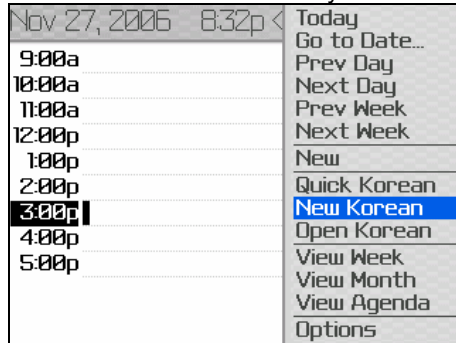 Nov 27, 2006 8:32p <
9:00a
10:00a
11:00a
12:00p
1:00p
2:00p
3:00p
4:00p
5:00p
Today
Go to Date...
Prev Day
Next Day
Prev Week
Next Week
New
Quick Korean
New Korean
Open Korean
View Week
View Month
View Agenda
Options